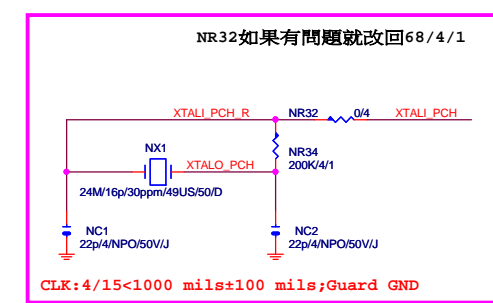 NR32如果有問題就改回68/4/1
XTALI_PCH_R
NR32
0/4
XTALI_PCH
NX1
XTALO_PCH
NR34
200K/4/1
24M/16p/30ppm/49US/50/D
NC1
22p/4/NPO/50V/J
NC2
22p/4/NPO/50V/J
CLK:4/15<1000 mils±100 mils;Guard GND